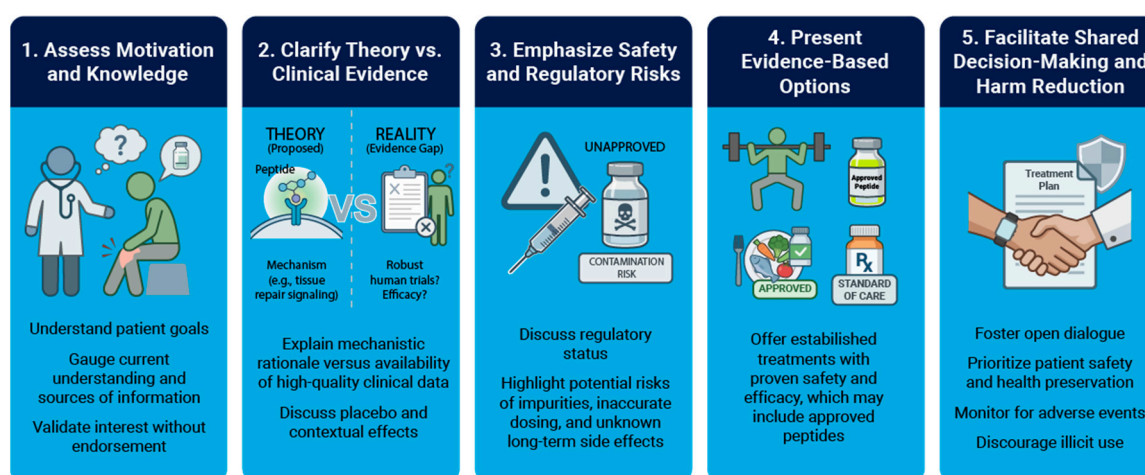 1. Assess Motivation
and Knowledge
?
Understand patient goals
Gauge current
understanding and
sources of information
Validate interest without
endorsement
2. Clarify Theory vs.
Clinical Evidence
THEORY
(Proposed)
Peptide
VS
REALITY
(Evidence Gap)
?
Mechanism
(e.g., tissue
repair signaling)
Robust
human trials?
Efficacy?
Explain mechanistic
rationale versus availability
of high-quality clinical data
Discuss placebo and
contextual effects
3. Emphasize Safety
and Regulatory Risks
!
UNAPPROVED
CONTAMINATION
RISK
Discuss regulatory
status
Highlight potential risks
of impurities, inaccurate
dosing, and unknown
long-term side effects
4. Present
Evidence-Based
Options
Approved
Peptide
APPROVED
Rx
STANDARD
OF CARE
Offer estabilished
treatments with
proven safety and
efficacy, which may
include approved
peptides
5. Facilitate Shared
Decision-Making and
Harm Reduction
Treatment
Plan
Foster open dialogue
Prioritize patient safety
and health preservation
Monitor for adverse events
Discourage illicit use